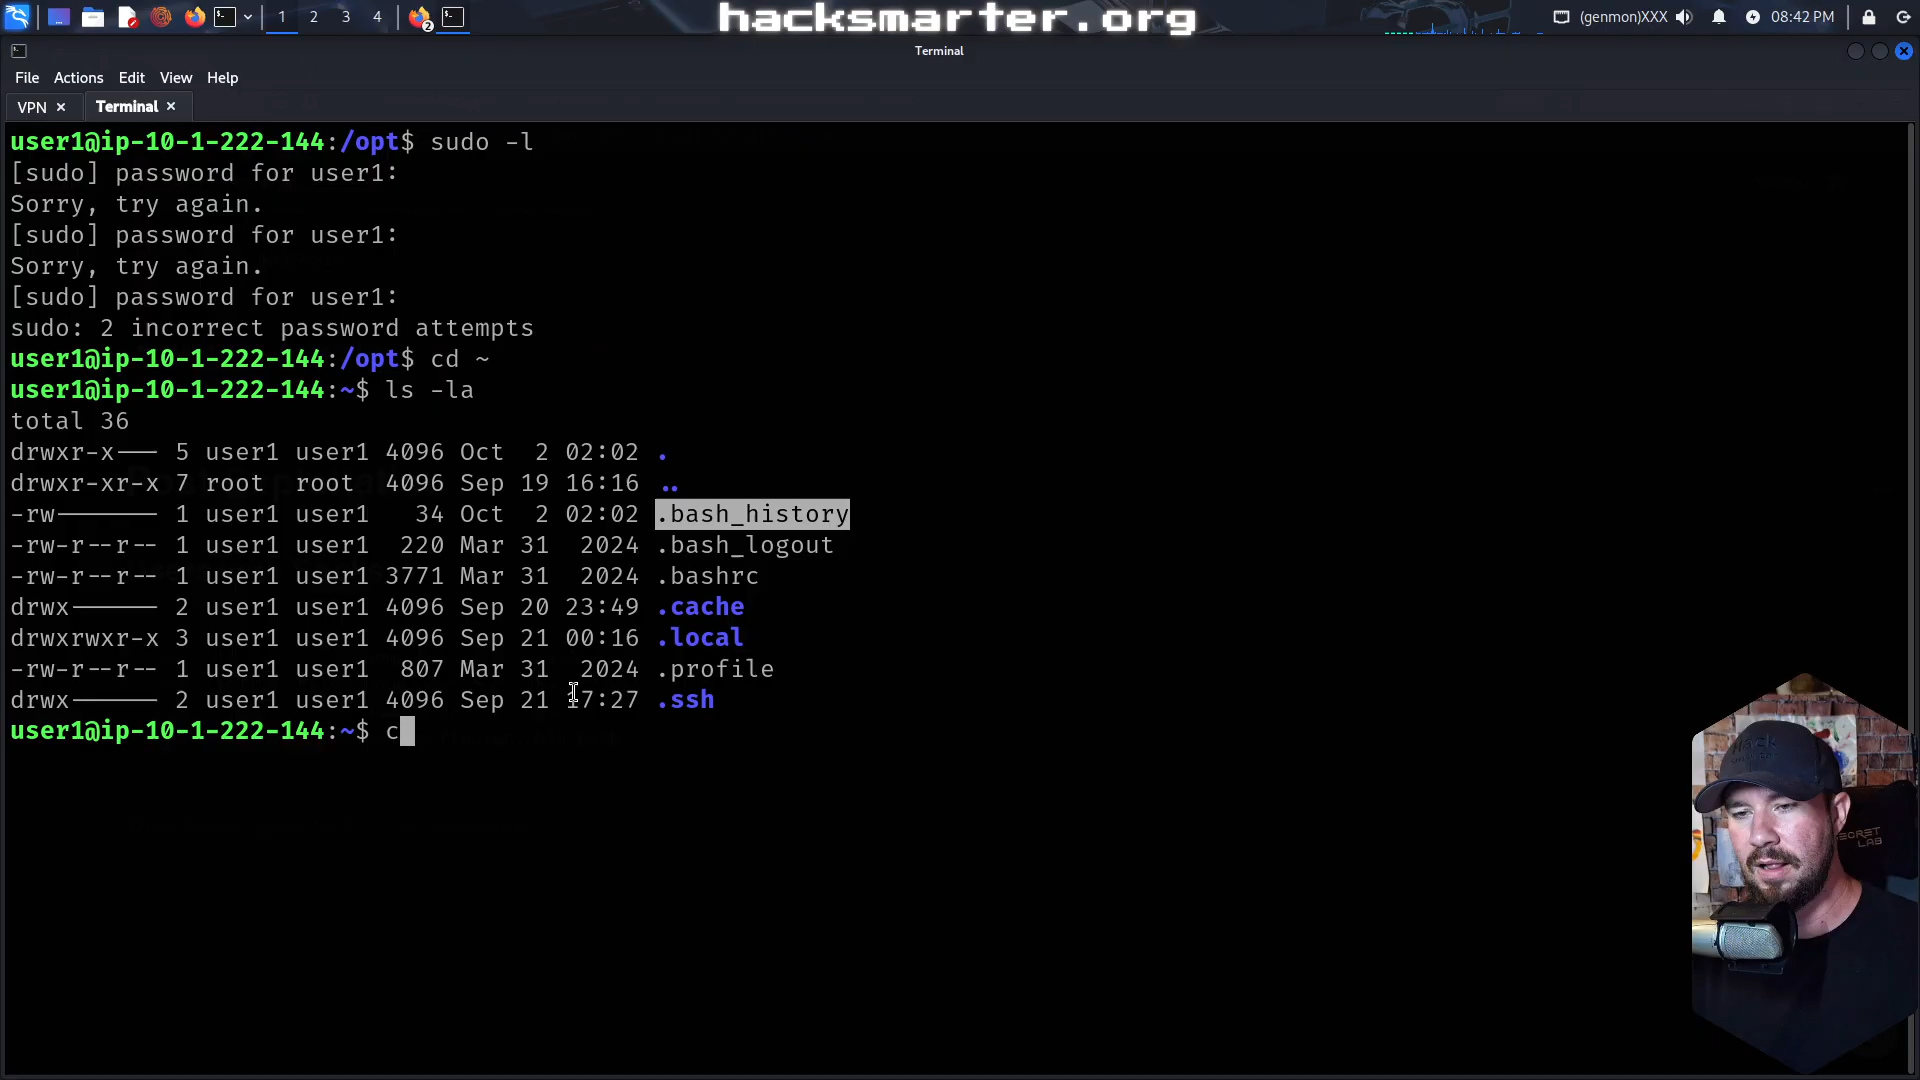 1 2 3 4 2 hacksmarter.org (genmon)XXX 08:42 PM
Terminal
File Actions Edit View Help
VPN Terminal
user1@ip-10-1-222-144:/opt$ sudo -l
[sudo] password for user1:
Sorry, try again.
[sudo] password for user1:
Sorry, try again.
[sudo] password for user1:
sudo: 2 incorrect password attempts
user1@ip-10-1-222-144:/opt$ cd ~
user1@ip-10-1-222-144:~$ ls -la
total 36
drwxr-x--- 5 user1 user1 4096 Oct  2 02:02 .
drwxr-xr-x 7 root  root  4096 Sep 19 16:16 ..
-rw------- 1 user1 user1   34 Oct  2 02:02 .bash_history
-rw-r--r-- 1 user1 user1  220 Mar 31  2024 .bash_logout
-rw-r--r-- 1 user1 user1 3771 Mar 31  2024 .bashrc
drwx------ 2 user1 user1 4096 Sep 20 23:49 .cache
drwxrwxr-x 3 user1 user1 4096 Sep 21 00:16 .local
-rw-r--r-- 1 user1 user1  807 Mar 31  2024 .profile
drwx------ 2 user1 user1 4096 Sep 21 17:27 .ssh
user1@ip-10-1-222-144:~$ c